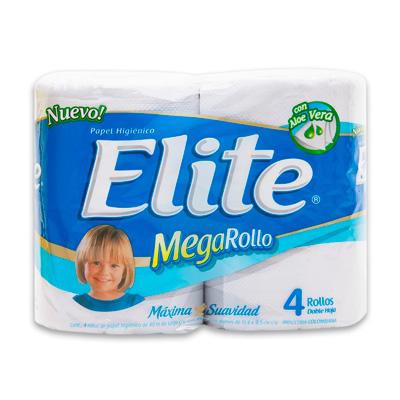 Nuevo!
con
Aloe Vera
Papel Higiénico
Elite®
MegaRollo
Máxima Suavidad
4 Rollos
Doble Hoja